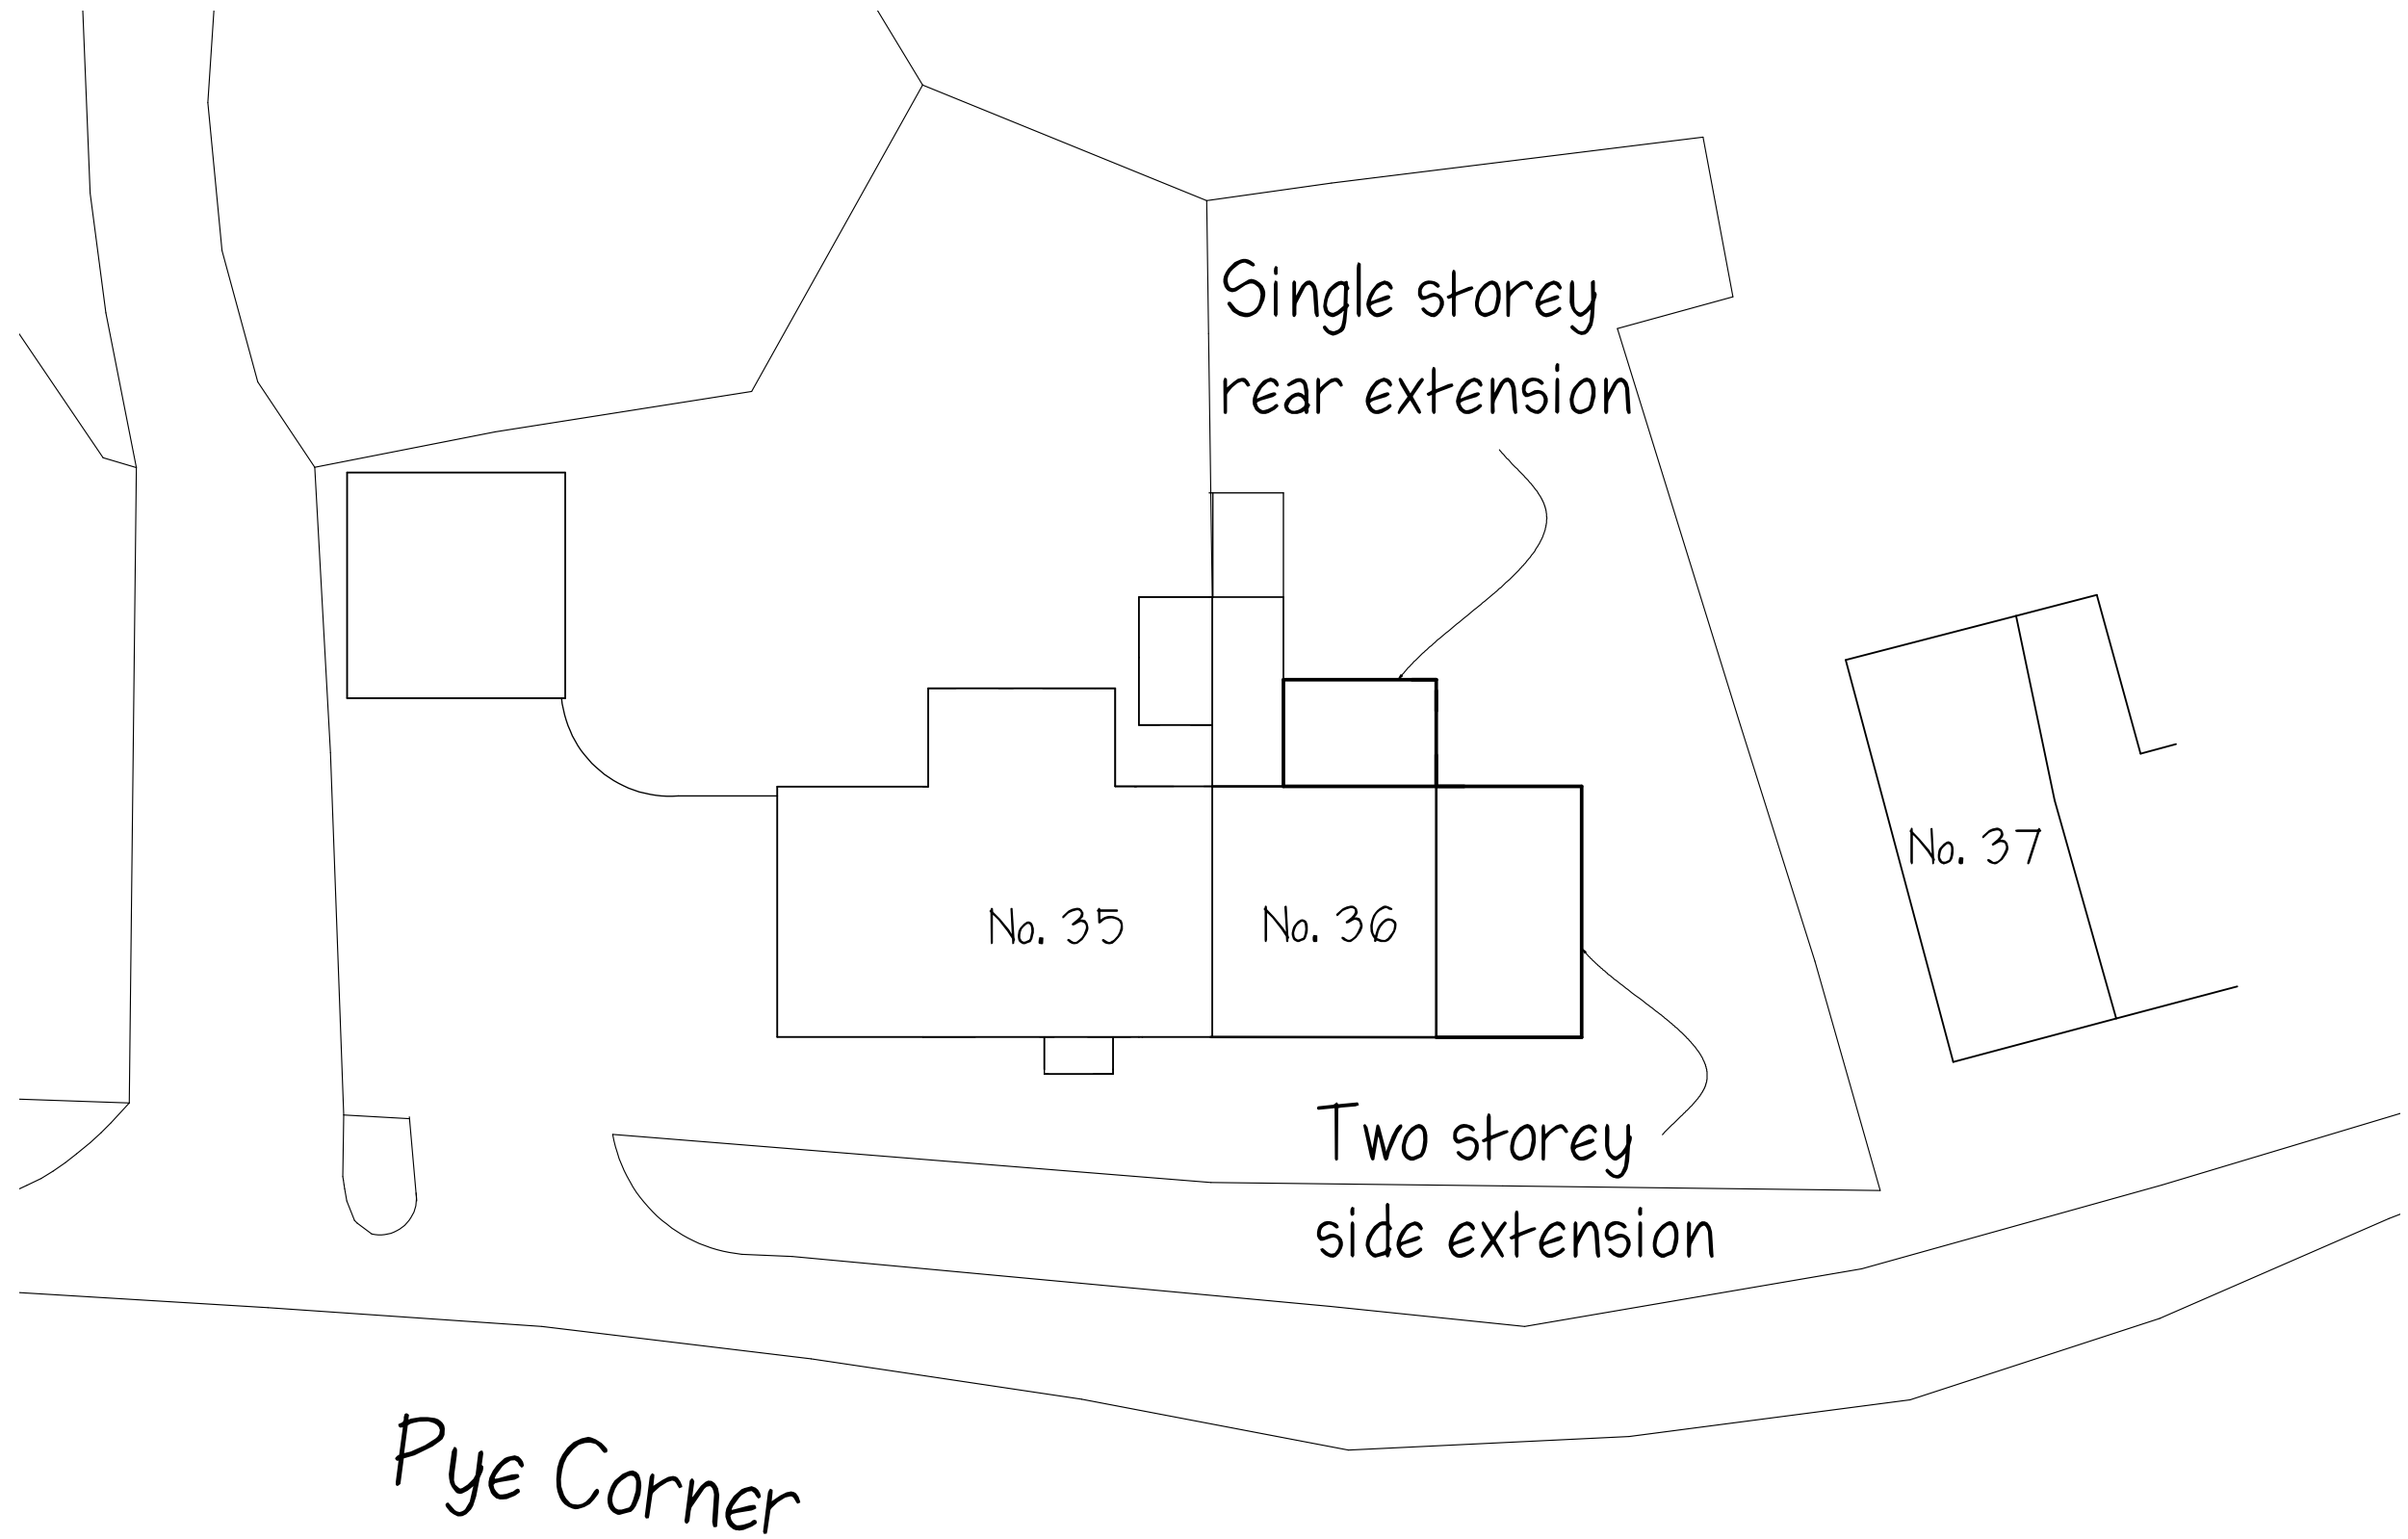 Single storey
rear extension
No. 37
No. 35
No. 36
Two storey
side extension
Pye Corner